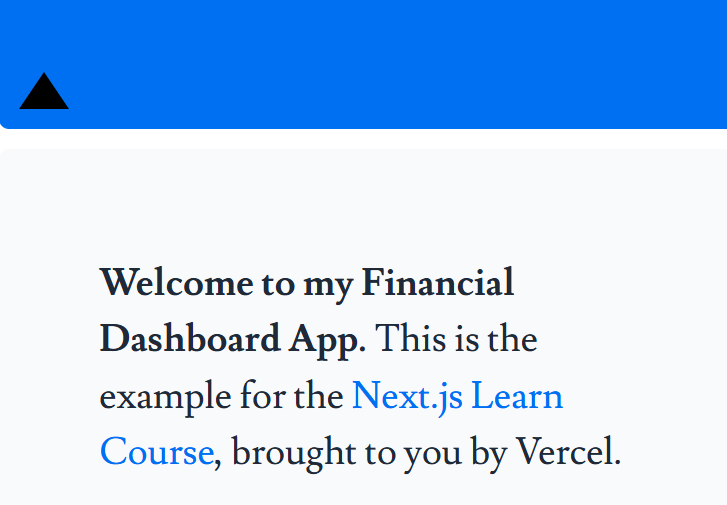 Welcome to my Financial
Dashboard App. This is the
example for the Next.js Learn
Course, brought to you by Vercel.